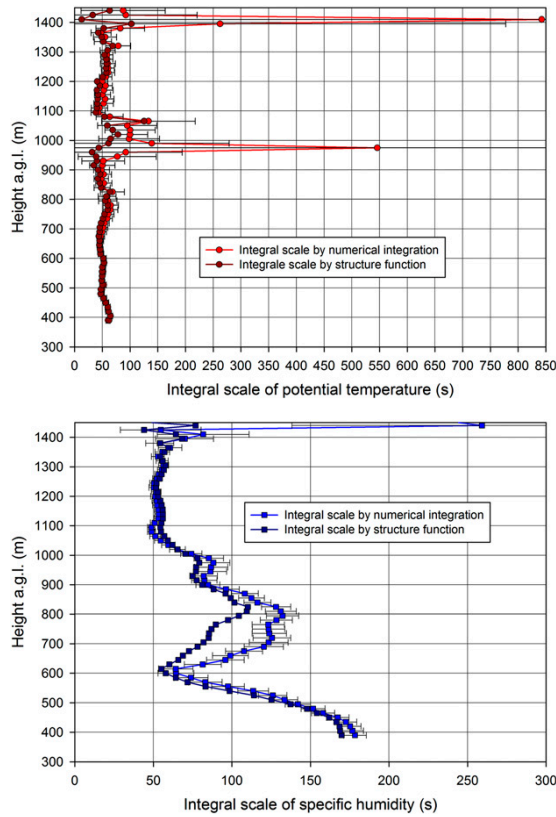 Height a.g.l. (m)
1400
1300
1200
1100
1000
900
800
700
600
500
400
300
Integral scale by numerical integration
Integrale scale by structure function
0 50 100 150 200 250 300 350 400 450 500 550 600 650 700 750 800 850
Integral scale of potential temperature (s)
Height a.g.l. (m)
1400
1300
1200
1100
1000
900
800
700
600
500
400
300
Integral scale by numerical integration
Integral scale by structure function
0 50 100 150 200 250 300
Integral scale of specific humidity (s)